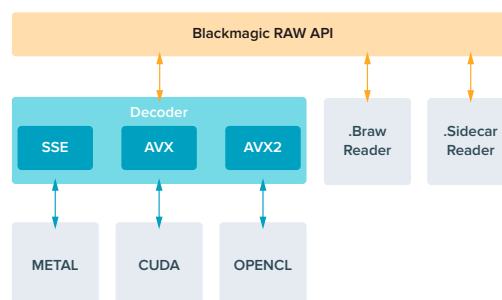 Blackmagic RAW API
Decoder
SSE
AVX
AVX2
.Braw
Reader
.Sidecar
Reader
METAL
CUDA
OPENCL